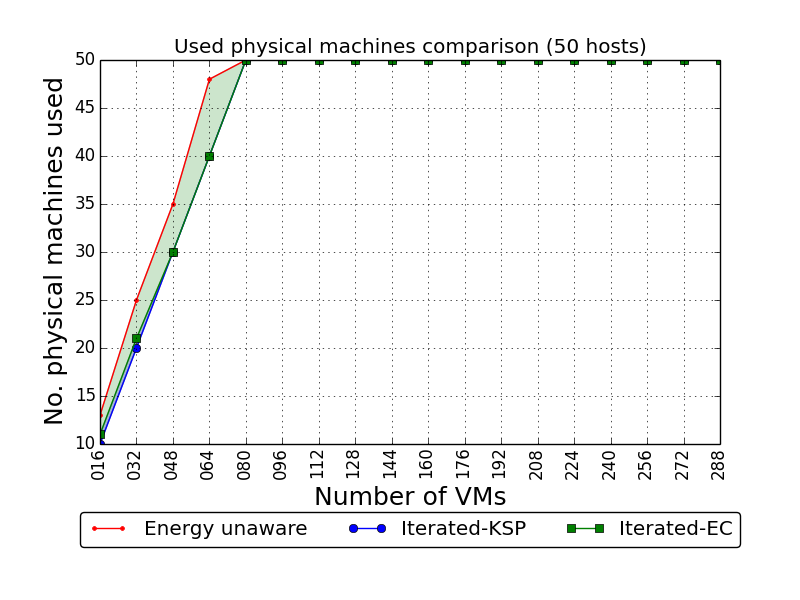 Used physical machines comparison (50 hosts)
No. physical machines used
50
45
40
35
30
25
20
15
10
016 032 048 064 080 096 112 128 144 160 176 192 208 224 240 256 272 288
Number of VMs
Energy unaware Iterated-KSP Iterated-EC